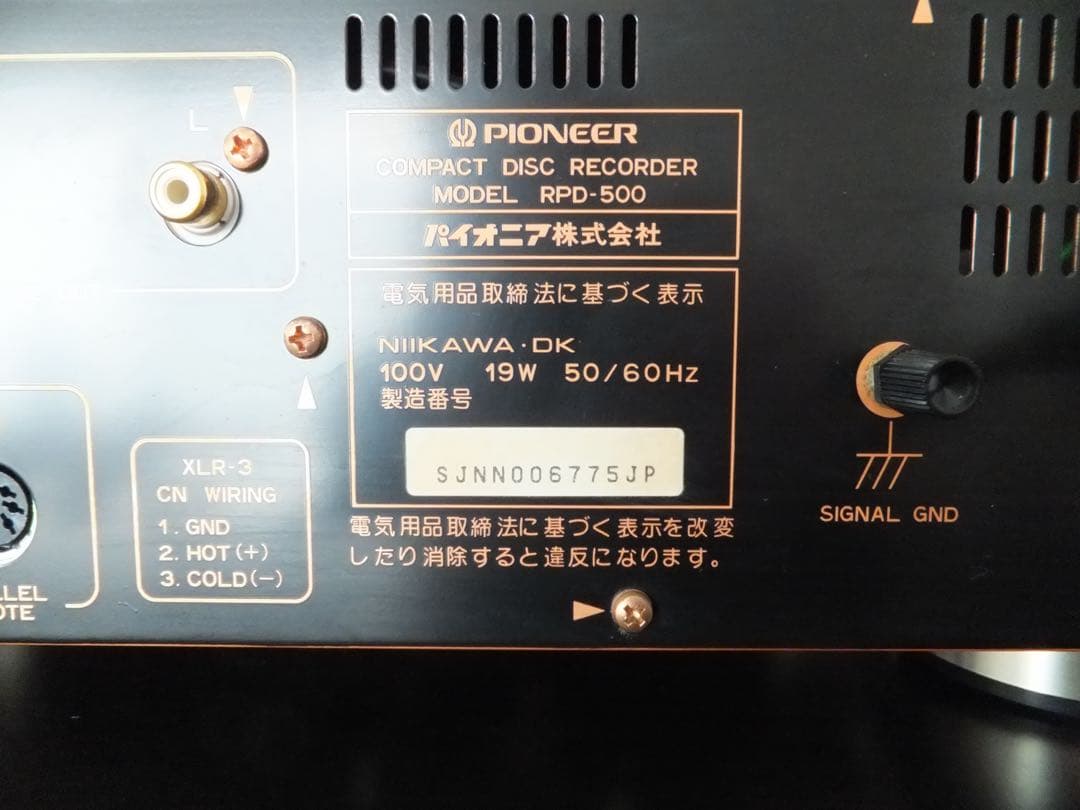 L
PIONEER
COMPACT DISC RECORDER
MODEL RPD-500
パイオニア株式会社
電気用品取締法に基づく表示
NIIKAWA·DK
100V 19W 50/60Hz
製造番号
SJNN006775JP
電気用品取締法に基づく表示を改変
したり消除すると違反になります。
XLR-3
CN WIRING
1. GND
2. HOT(+)
3. COLD(−)
SIGNAL GND